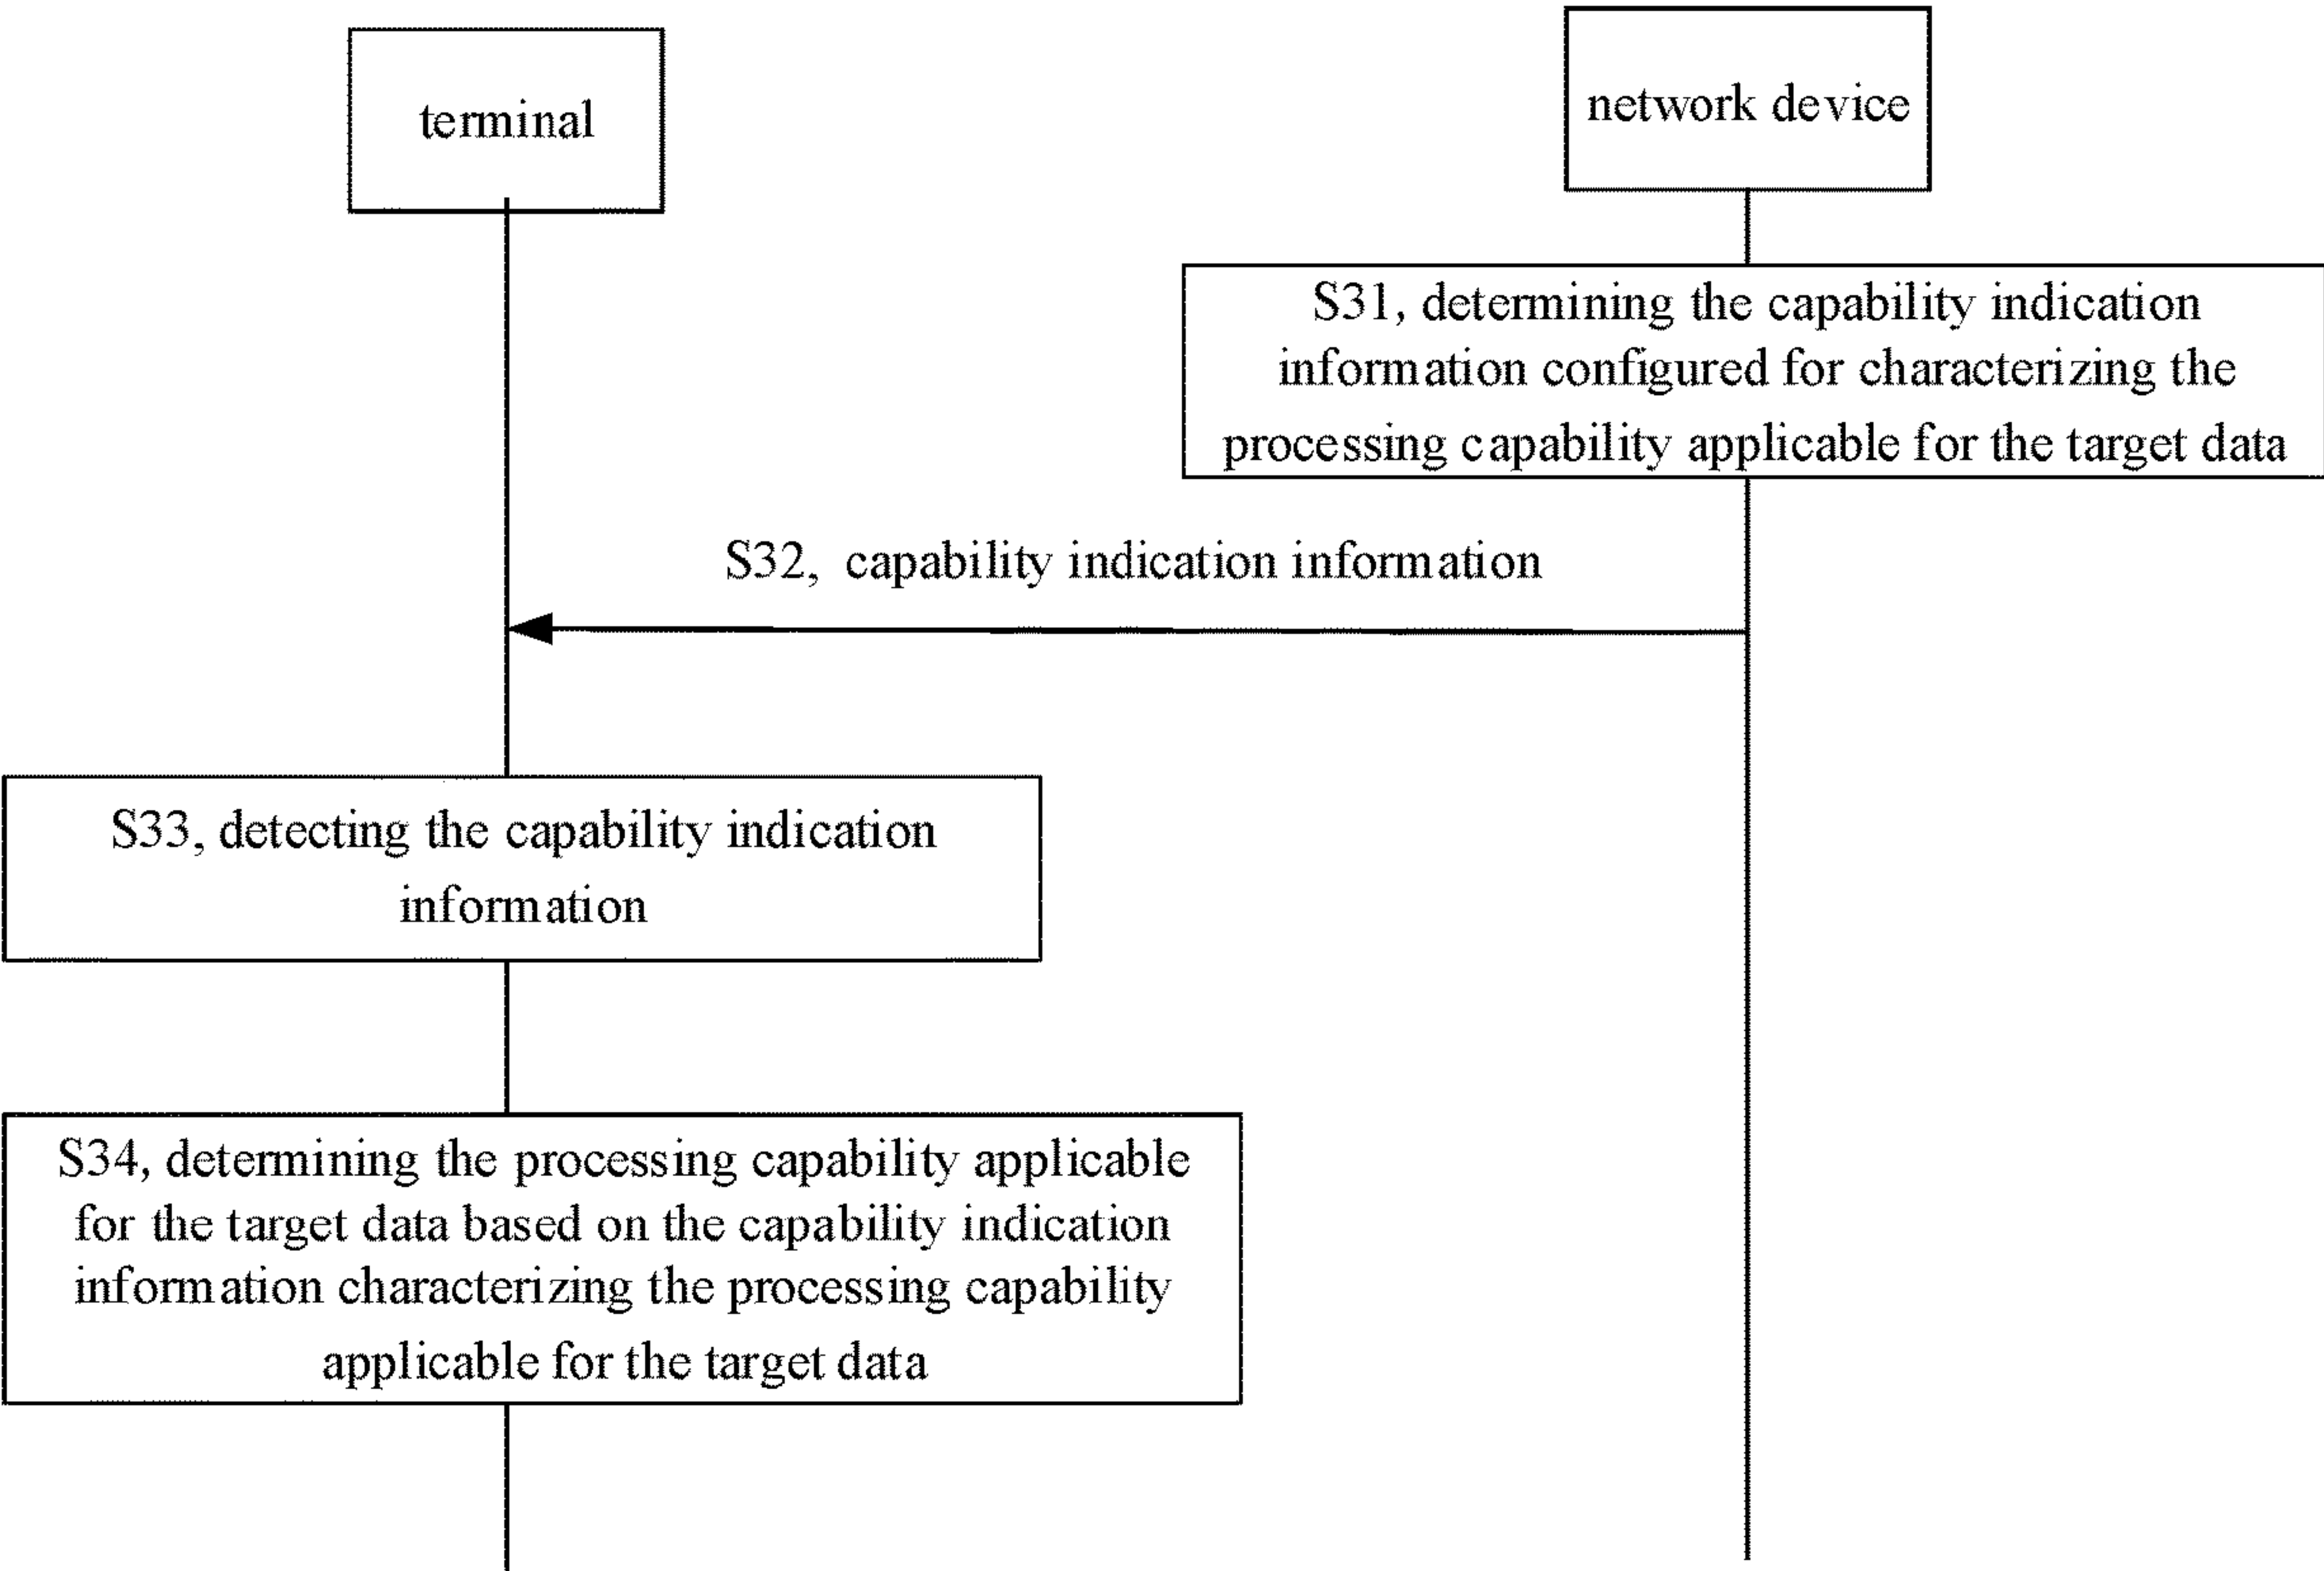 terminal
network device
S31, determining the capability indication
information configured for characterizing the
processing capability applicable for the target data
S32, capability indication information
S33, detecting the capability indication
information
S34, determining the processing capability applicable
for the target data based on the capability indication
information characterizing the processing capability
applicable for the target data